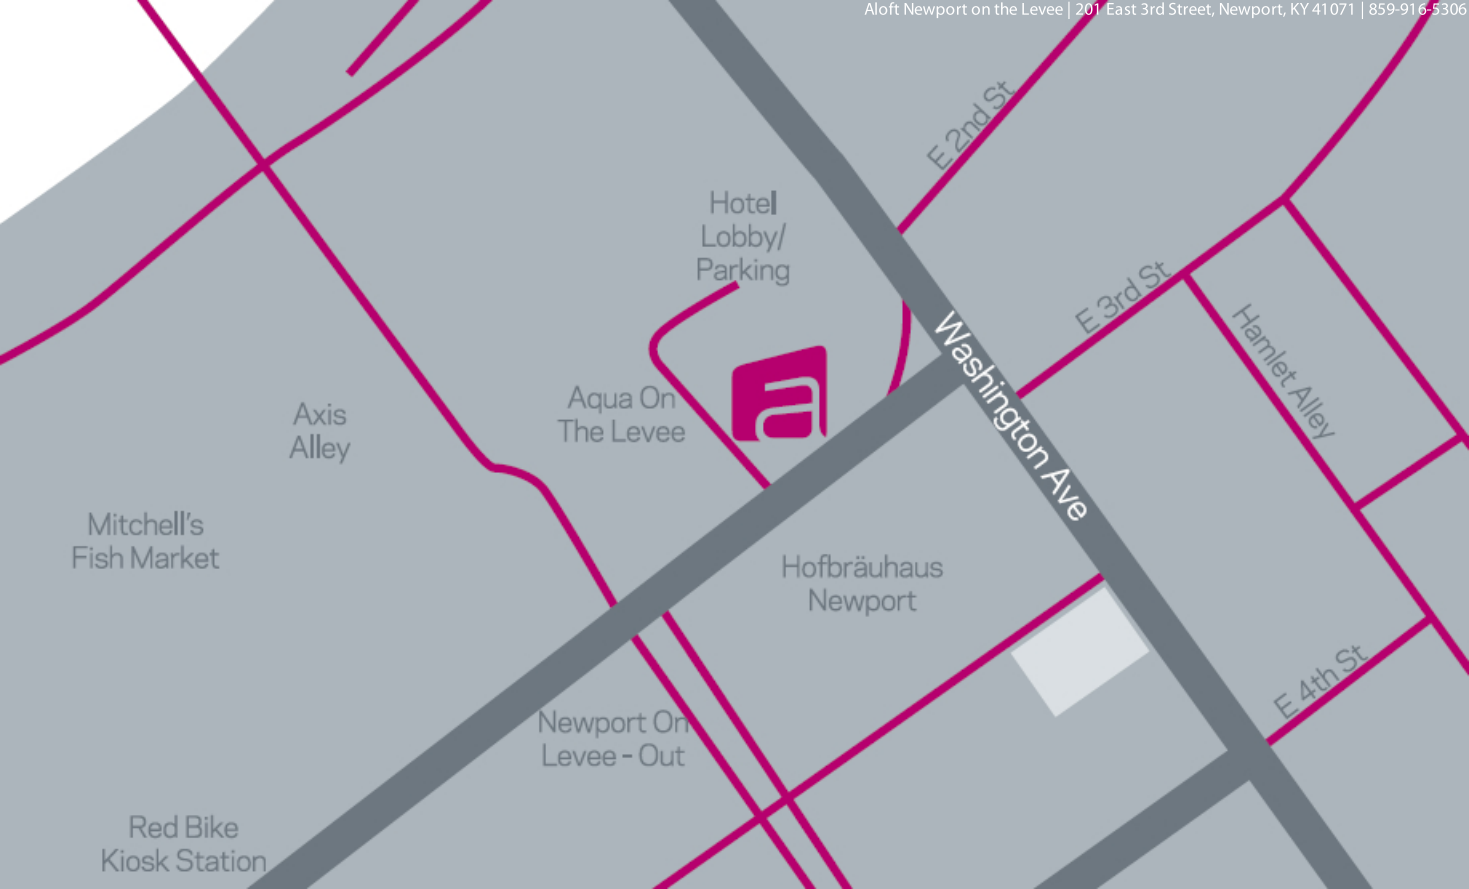 Aloft Newport on the Levee | 201 East 3rd Street, Newport, KY 41071 | 859-916-5306
E 2nd St
Hotel
Lobby/
Parking
E 3rd St
Washington Ave
Hamlet Alley
Aqua On
The Levee
Axis
Alley
Mitchell's
Fish Market
Hofbräuhaus
Newport
E 4th St
Newport On
Levee - Out
Red Bike
Kiosk Station